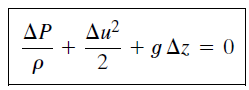 ΔP/ρ + Δu²/2 + g Δz = 0